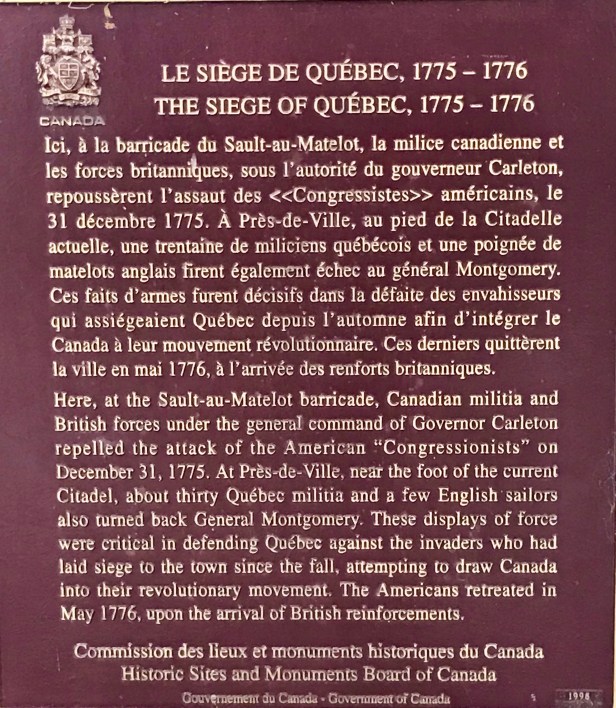 CANADA
LE SIÈGE DE QUÉBEC, 1775 – 1776
THE SIEGE OF QUÉBEC, 1775 – 1776
Ici, à la barricade du Sault-au-Matelot, la milice canadienne et
les forces britanniques, sous l'autorité du gouverneur Carleton,
repoussèrent l'assaut des <<Congressistes>> américains, le
31 décembre 1775. À Près-de-Ville, au pied de la Citadelle
actuelle, une trentaine de miliciens québécois et une poignée de
matelots anglais firent également échec au général Montgomery.
Ces faits d'armes furent décisifs dans la défaite des envahisseurs
qui assiégeaient Québec depuis l'automne afin d'intégrer le
Canada à leur mouvement révolutionnaire. Ces derniers quittèrent
la ville en mai 1776, à l'arrivée des renforts britanniques.
Here, at the Sault-au-Matelot barricade, Canadian militia and
British forces under the general command of Governor Carleton
repelled the attack of the American "Congressionists" on
December 31, 1775. At Près-de-Ville, near the foot of the current
Citadel, about thirty Québec militia and a few English sailors
also turned back General Montgomery. These displays of force
were critical in defending Québec against the invaders who had
laid siege to the town since the fall, attempting to draw Canada
into their revolutionary movement. The Americans retreated in
May 1776, upon the arrival of British reinforcements.
Commission des lieux et monuments historiques du Canada
Historic Sites and Monuments Board of Canada
Gouvernement du Canada - Government of Canada
1998